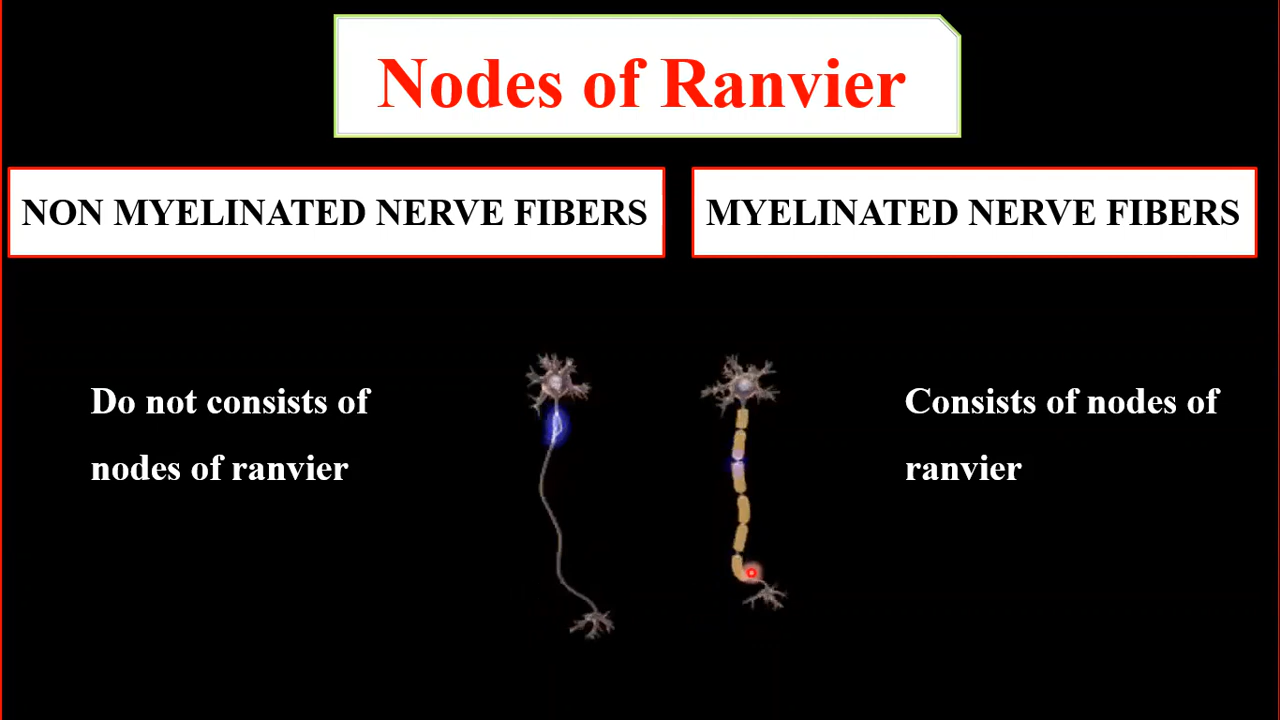 Nodes of Ranvier
NON MYELINATED NERVE FIBERS
MYELINATED NERVE FIBERS
Do not consists of
nodes of ranvier
Consists of nodes of
ranvier